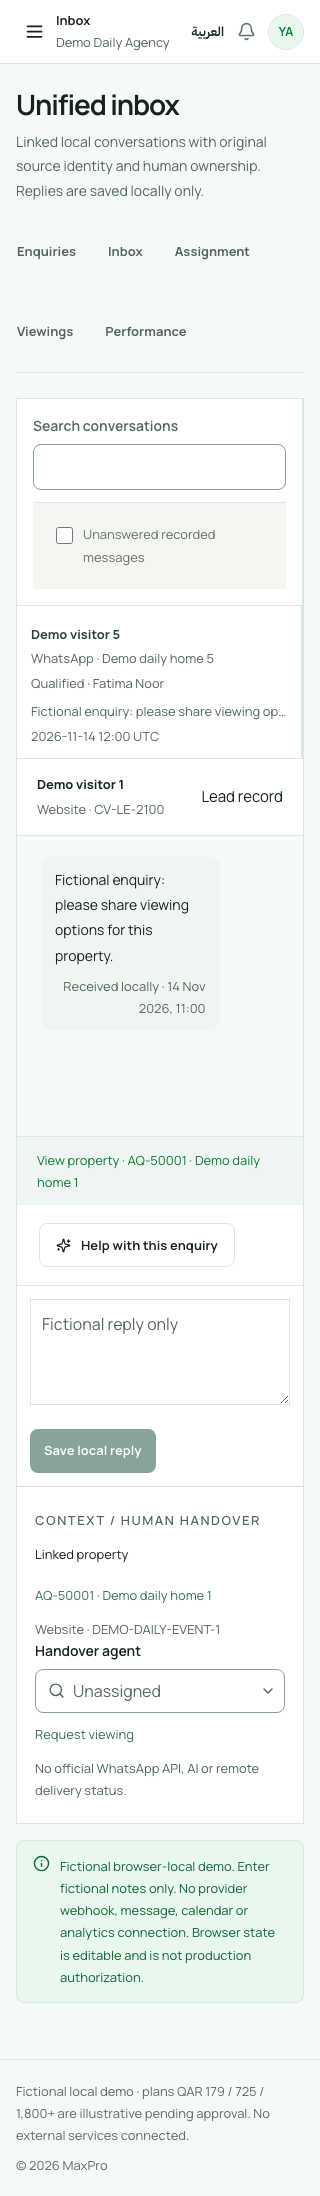 Inbox
Demo Daily Agency
العربية
YA
Unified inbox
Linked local conversations with original
source identity and human ownership.
Replies are saved locally only.
Enquiries Inbox Assignment
Viewings Performance
Search conversations
Unanswered recorded
messages
Demo visitor 5
WhatsApp · Demo daily home 5
Qualified · Fatima Noor
Fictional enquiry: please share viewing op…
2026-11-14 12:00 UTC
Demo visitor 1
Website · CV-LE-2100
Lead record
Fictional enquiry:
please share viewing
options for this
property.
Received locally · 14 Nov
2026, 11:00
View property · AQ-50001 · Demo daily
home 1
Help with this enquiry
Fictional reply only
Save local reply
CONTEXT / HUMAN HANDOVER
Linked property
AQ-50001 · Demo daily home 1
Website · DEMO-DAILY-EVENT-1
Handover agent
Unassigned
Request viewing
No official WhatsApp API, AI or remote
delivery status.
Fictional browser-local demo. Enter
fictional notes only. No provider
webhook, message, calendar or
analytics connection. Browser state
is editable and is not production
authorization.
Fictional local demo · plans QAR 179 / 725 /
1,800+ are illustrative pending approval. No
external services connected.
© 2026 MaxPro